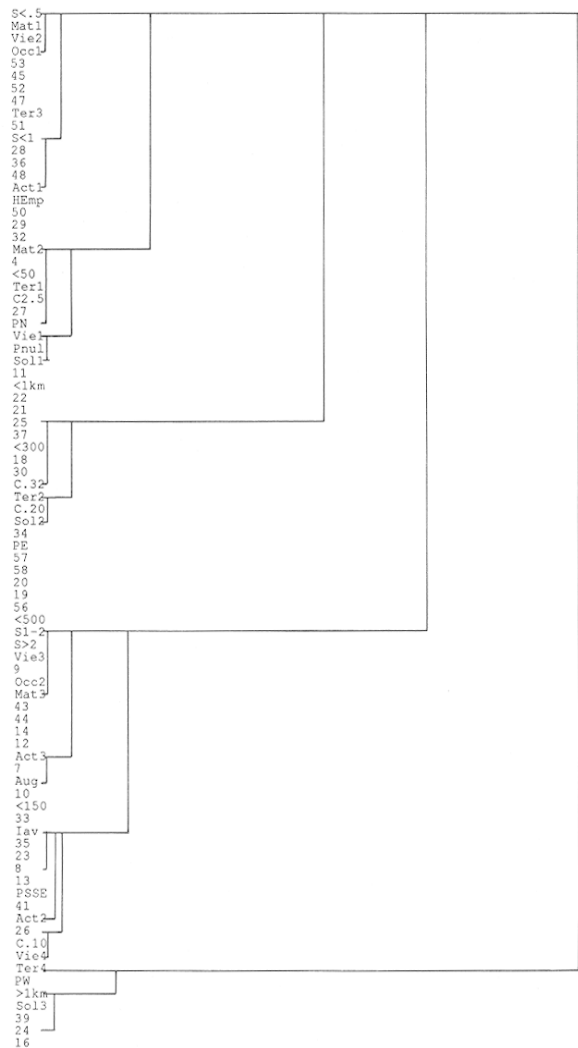 S<.5
Mat1
Vie2
Occ1
53
45
52
47
Ter3
51
S<1
28
36
48
Act1
HEmp
50
29
32
Mat2
4
<50
Ter1
C2.5
27
PN
Vie1
Pnul
Sol1
11
<1km
22
21
25
37
<300
18
30
C.32
Ter2
C.20
Sol2
34
PE
57
58
20
19
56
<500
S1-2
S>2
Vie3
9
Occ2
Mat3
43
44
14
12
Act3
7
Aug
10
<150
33
Iav
35
23
8
13
PSSE
41
Act2
26
C.10
Vie4
Ter4
PW
>1km
Sol3
39
24
16